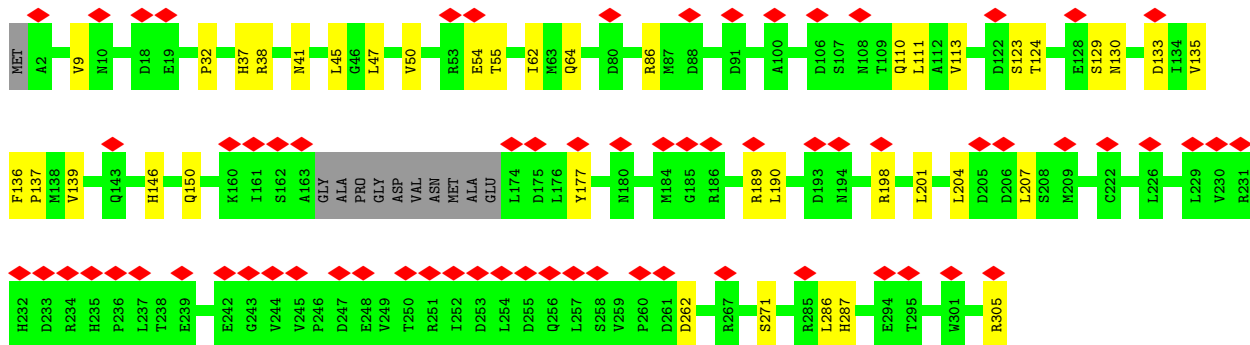 MET A2 V9 N10 D18 E19 P32 H37 R38 N41 L45 G46 L47 V50 R53 E54 T55 I62 M63 Q64 D80 R86 M87 D88 D91 A100 D106 S107 N108 T109 Q110 L111 A112 V113 D122 S123 T124 E128 S129 N130 D133 I134 V135
F136 P137 M138 V139 Q143 H146 Q150 K160 I161 S162 A163 GLY ALA PRO GLY ASP VAL ASN MET ALA GLU L174 D175 L176 Y177 N180 M184 G185 R186 R189 L190 D193 N194 R198 L201 L204 D205 D206 L207 S208 M209 C222 L226 L229 V230 R231
H232 D233 R234 H235 P236 L237 T238 E239 E242 G243 V244 V245 P246 D247 E248 V249 T250 R251 I252 D253 L254 D255 Q256 L257 S258 V259 P260 D261 D262 R267 S271 R285 L286 H287 E294 T295 W301 R305